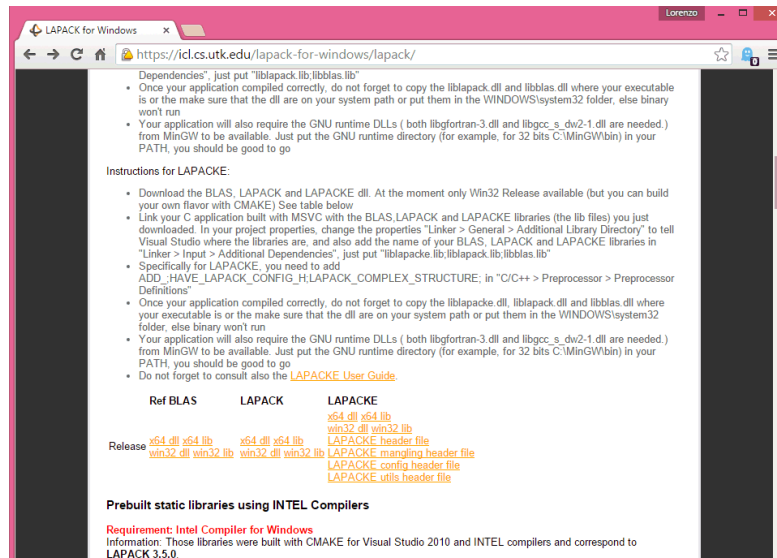 Lorenzo
LAPACK for Windows
https://icl.cs.utk.edu/lapack-for-windows/lapack/
0
Dependencies", just put "liblapack.lib;libblas.lib"
• Once your application compiled correctly, do not forget to copy the liblapack.dll and libblas.dll where your executable
is or the make sure that the dll are on your system path or put them in the WINDOWS\system32 folder, else binary
won't run
• Your application will also require the GNU runtime DLLs ( both libgfortran-3.dll and libgcc_s_dw2-1.dll are needed.)
from MinGW to be available. Just put the GNU runtime directory (for example, for 32 bits C:\MinGW\bin) in your
PATH, you should be good to go
Instructions for LAPACKE:
• Download the BLAS, LAPACK and LAPACKE dll. At the moment only Win32 Release available (but you can build
your own flavor with CMAKE) See table below
• Link your C application built with MSVC with the BLAS,LAPACK and LAPACKE libraries (the lib files) you just
downloaded. In your project properties, change the properties "Linker > General > Additional Library Directory" to tell
Visual Studio where the libraries are, and also add the name of your BLAS, LAPACK and LAPACKE libraries in
"Linker > Input > Additional Dependencies", just put "liblapacke.lib;liblapack.lib;libblas.lib"
• Specifically for LAPACKE, you need to add
ADD_;HAVE_LAPACK_CONFIG_H;LAPACK_COMPLEX_STRUCTURE; in "C/C++ > Preprocessor > Preprocessor
Definitions"
• Once your application compiled correctly, do not forget to copy the liblapacke.dll, liblapack.dll and libblas.dll where
your executable is or the make sure that the dll are on your system path or put them in the WINDOWS\system32
folder, else binary won't run
• Your application will also require the GNU runtime DLLs ( both libgfortran-3.dll and libgcc_s_dw2-1.dll are needed.)
from MinGW to be available. Just put the GNU runtime directory (for example, for 32 bits C:\MinGW\bin) in your
PATH, you should be good to go
• Do not forget to consult also the LAPACKE User Guide.
Ref BLAS LAPACK LAPACKE
x64 dll x64 lib
win32 dll win32 lib
Release x64 dll x64 lib x64 dll x64 lib LAPACKE header file
win32 dll win32 lib win32 dll win32 lib LAPACKE mangling header file
LAPACKE config header file
LAPACKE utils header file
Prebuilt static libraries using INTEL Compilers
Requirement: Intel Compiler for Windows
Information: Those libraries were built with CMAKE for Visual Studio 2010 and INTEL compilers and correspond to
LAPACK 3.5.0.